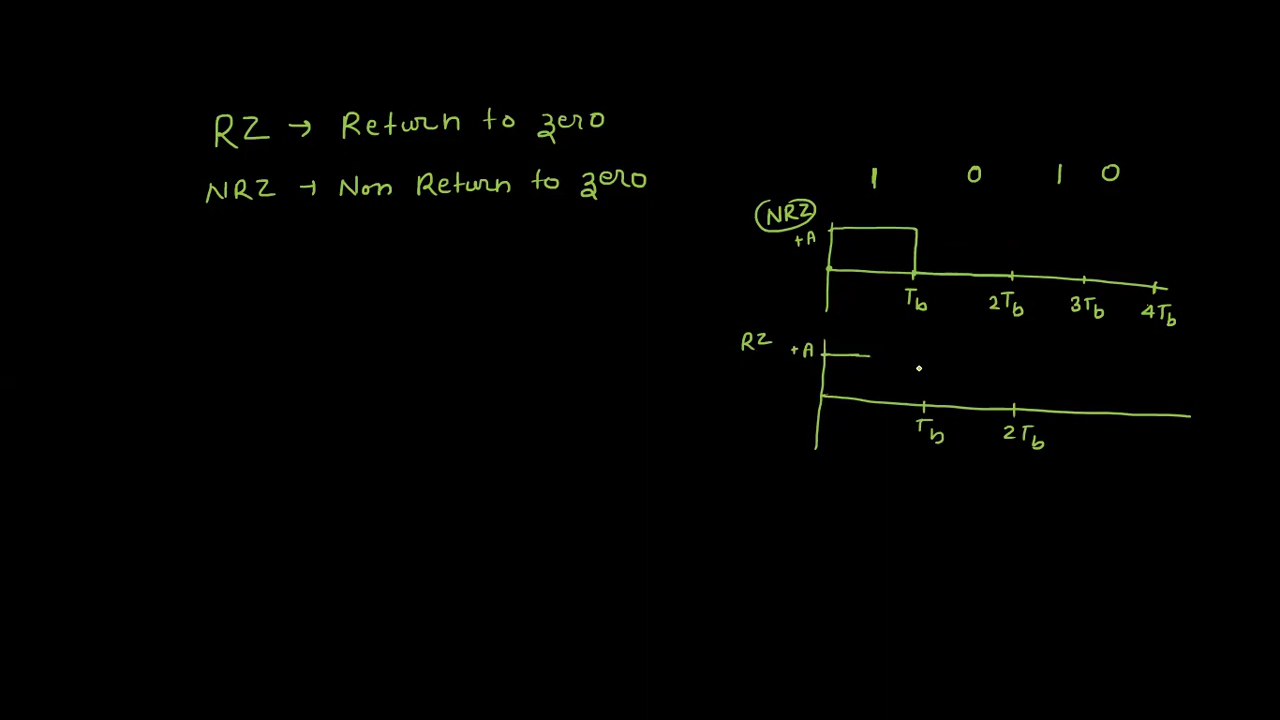 RZ → Return to zero
NRZ → Non Return to zero
1 0 1 0
NRZ
+A
Tb 2Tb 3Tb 4Tb
RZ +A
Tb 2Tb